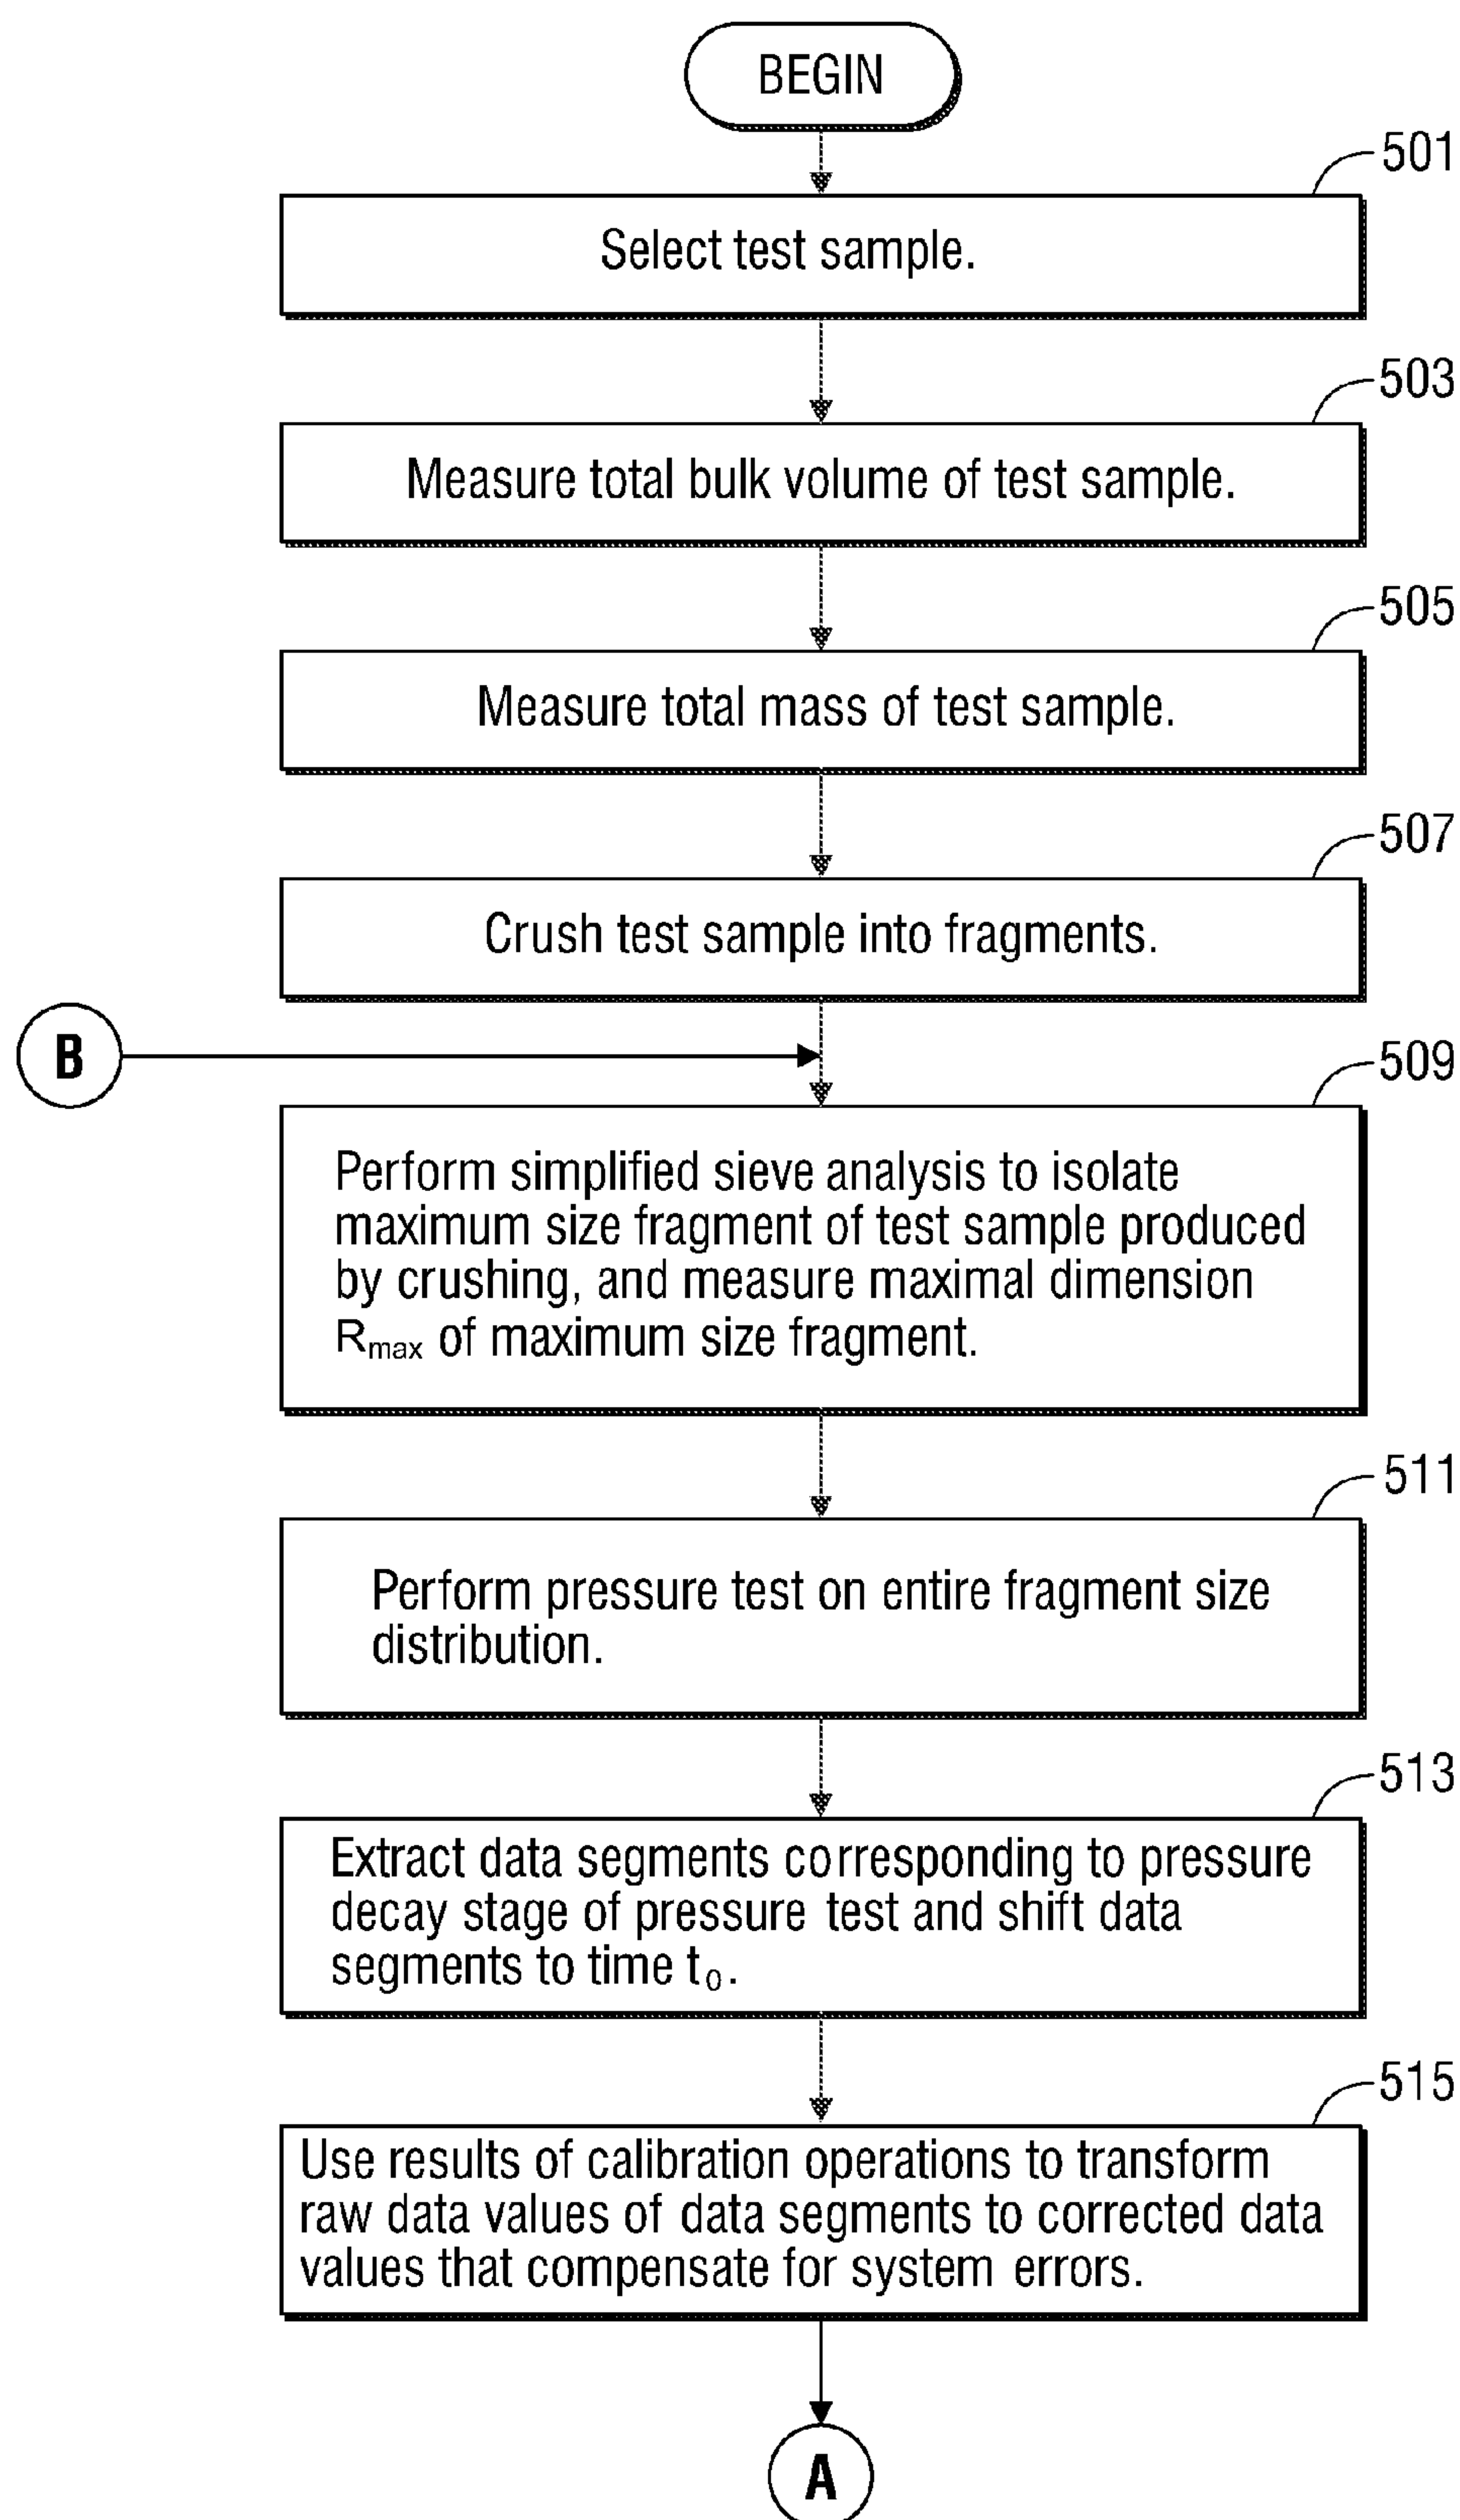 BEGIN
501
Select test sample.
503
Measure total bulk volume of test sample.
505
Measure total mass of test sample.
507
Crush test sample into fragments.
B
509
Perform simplified sieve analysis to isolate
maximum size fragment of test sample produced
by crushing, and measure maximal dimension
Rmax of maximum size fragment.
511
Perform pressure test on entire fragment size
distribution.
513
Extract data segments corresponding to pressure
decay stage of pressure test and shift data
segments to time t0.
515
Use results of calibration operations to transform
raw data values of data segments to corrected data
values that compensate for system errors.
A